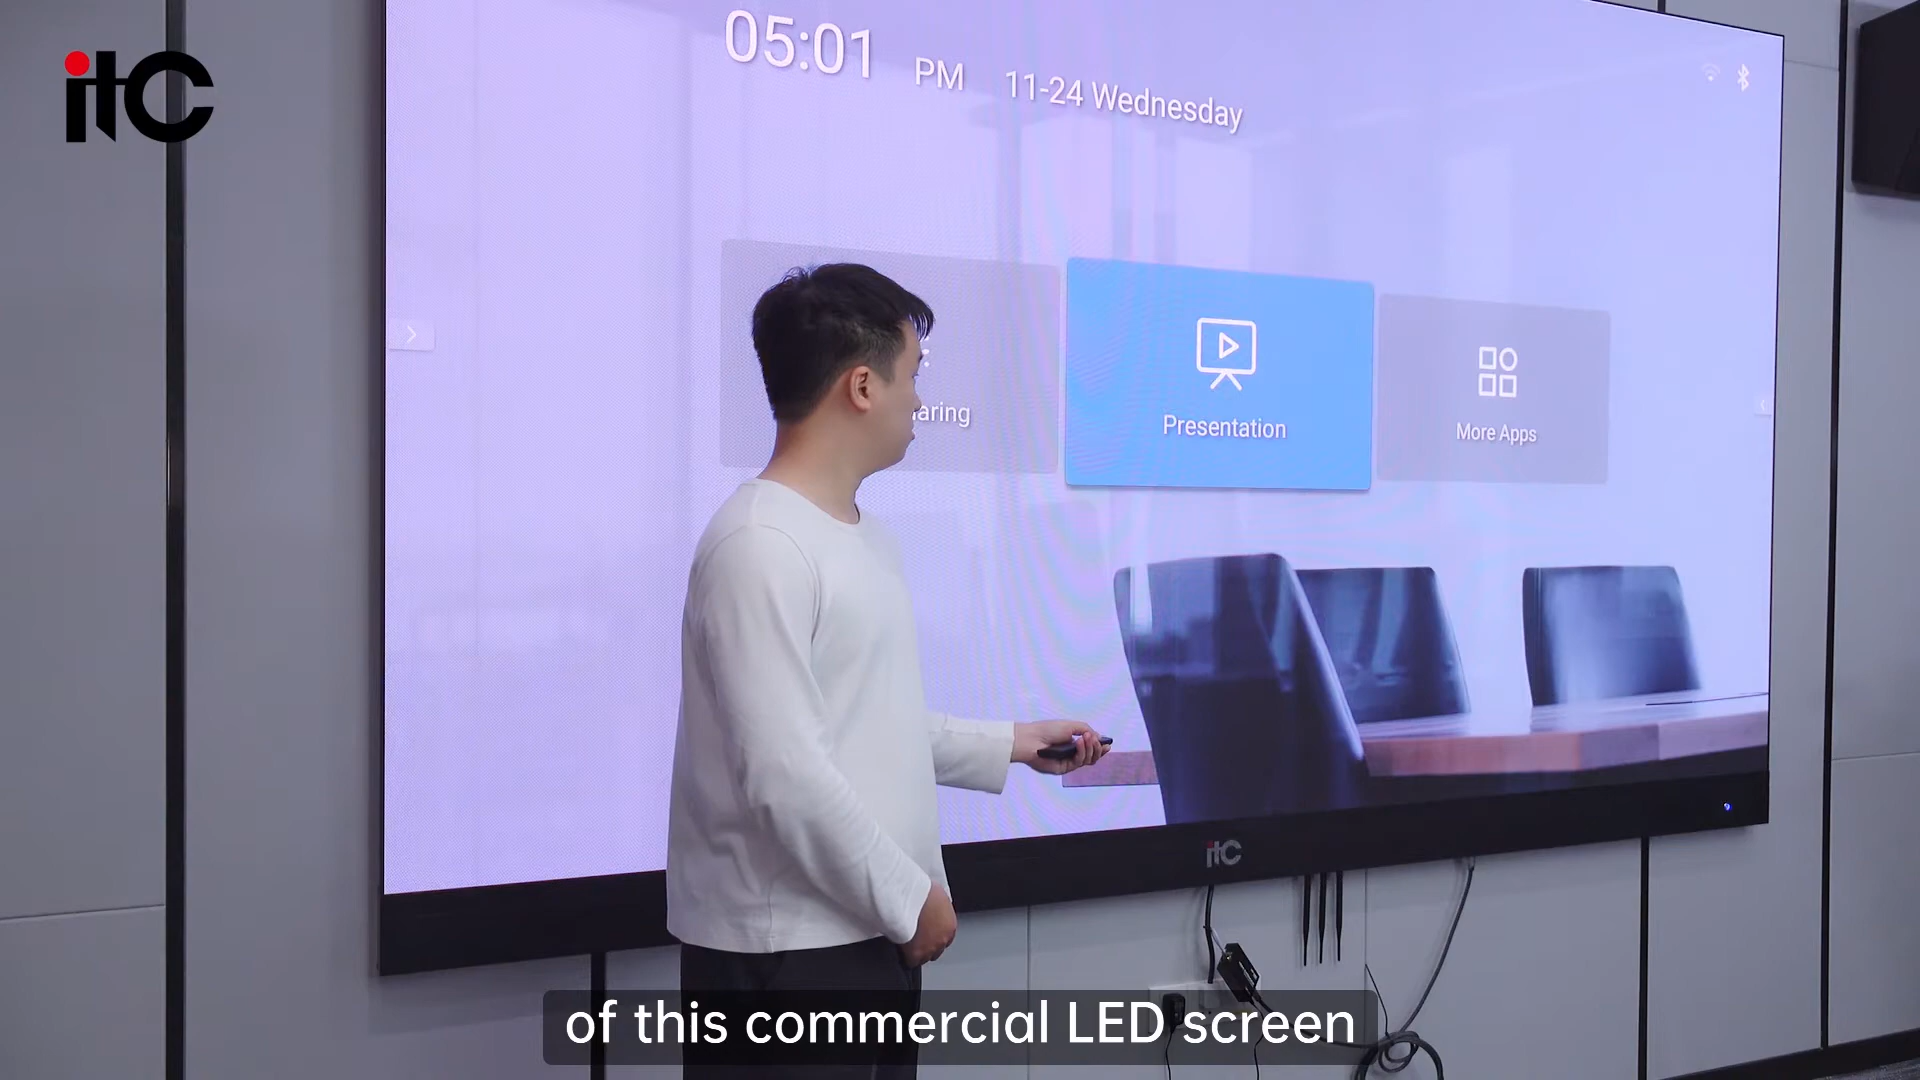 itC
05:01 PM 11-24 Wednesday
aring
Presentation
More Apps
itC
of this commercial LED screen